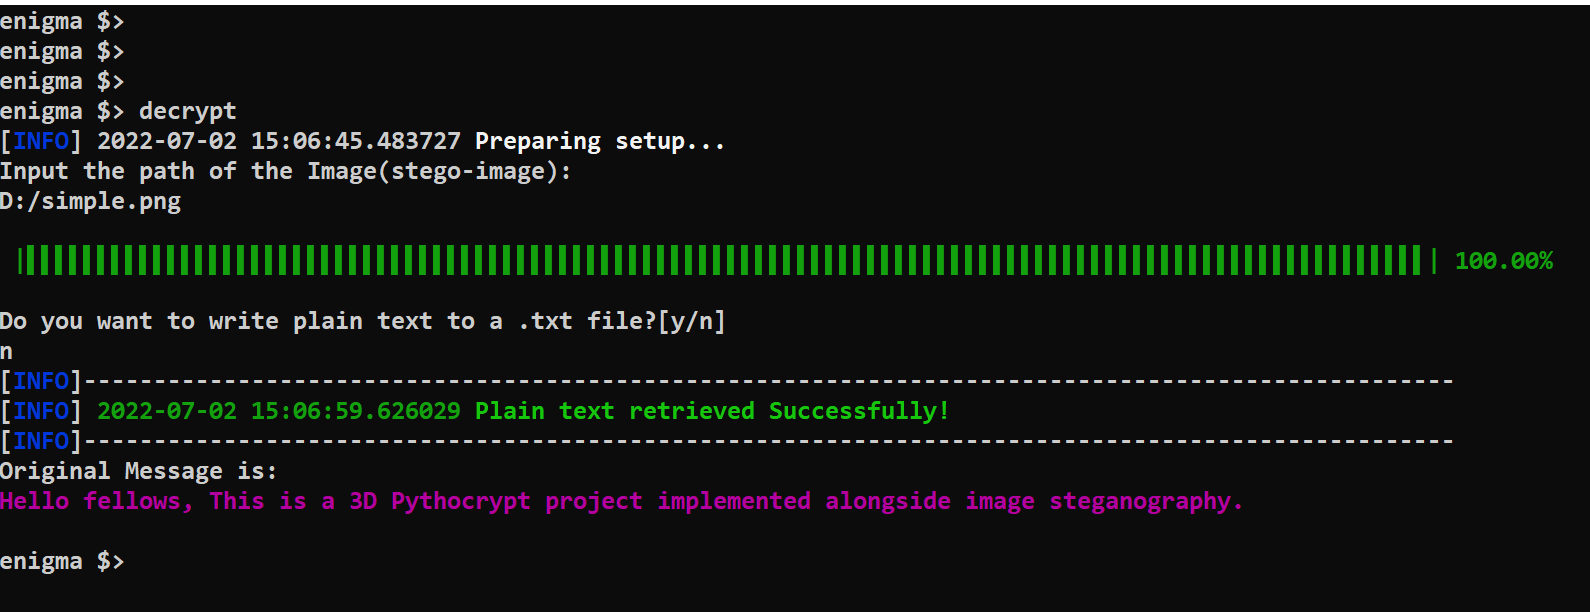 enigma $>
enigma $>
enigma $>
enigma $> decrypt
[INFO] 2022-07-02 15:06:45.483727 Preparing setup...
Input the path of the Image(stego-image):
D:/simple.png
100.00%
Do you want to write plain text to a .txt file?[y/n]
n
[INFO]--------------------------------------------------------------------------------------------------
[INFO] 2022-07-02 15:06:59.626029 Plain text retrieved Successfully!
[INFO]--------------------------------------------------------------------------------------------------
Original Message is:
Hello fellows, This is a 3D Pythocrypt project implemented alongside image steganography.
enigma $>